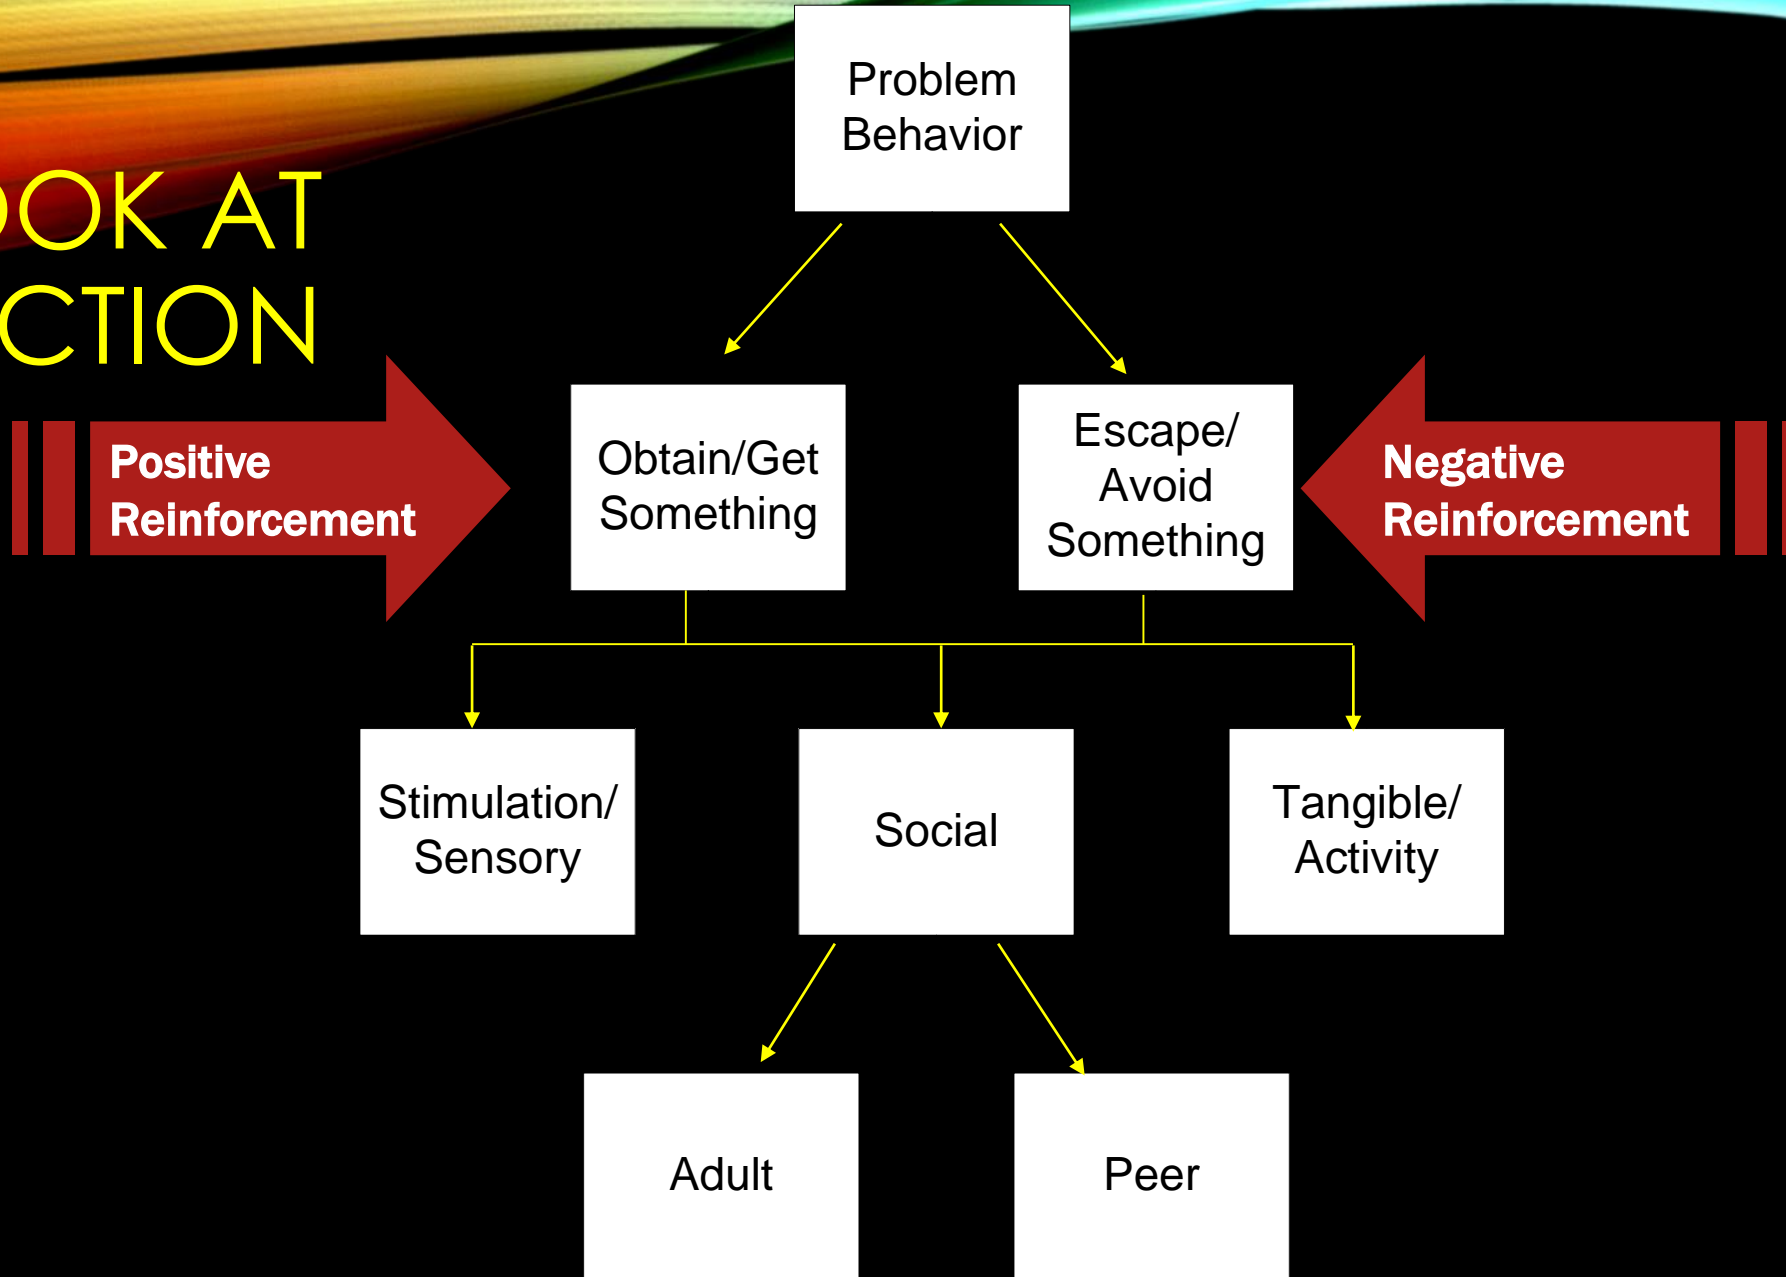 Problem
Behavior
OOK AT
CTION
Positive
Reinforcement
Obtain/Get
Something
Escape/
Avoid
Something
Negative
Reinforcement
Stimulation/
Sensory
Social
Tangible/
Activity
Adult
Peer